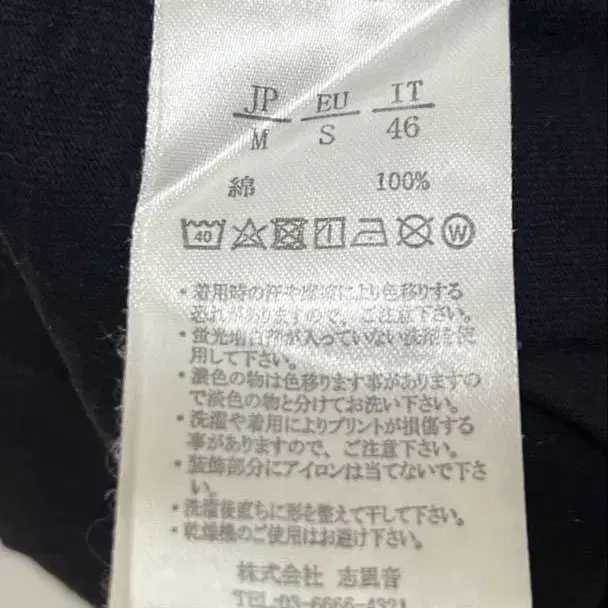 JP EU IT
M S 46
綿 100%
40 W
・着用時の汗や摩擦により色移りする
恐れがありますので、ご注意下さい。
・蛍光増白剤が入っていない洗剤を使
用して下さい。
・濃色の物は色移ります事がありますの
で淡色の物と分けてお洗い下さい。
・洗濯や着用によりプリントが損傷する
事がありますので、ご注意下さい。
・装飾部分にアイロンは当てないで下さ
い。
・洗濯後直ちに形を整えて干して下さい。
・乾燥機のご使用はお避け下さい。
株式会社 志風音
TEL:03-6666-4321